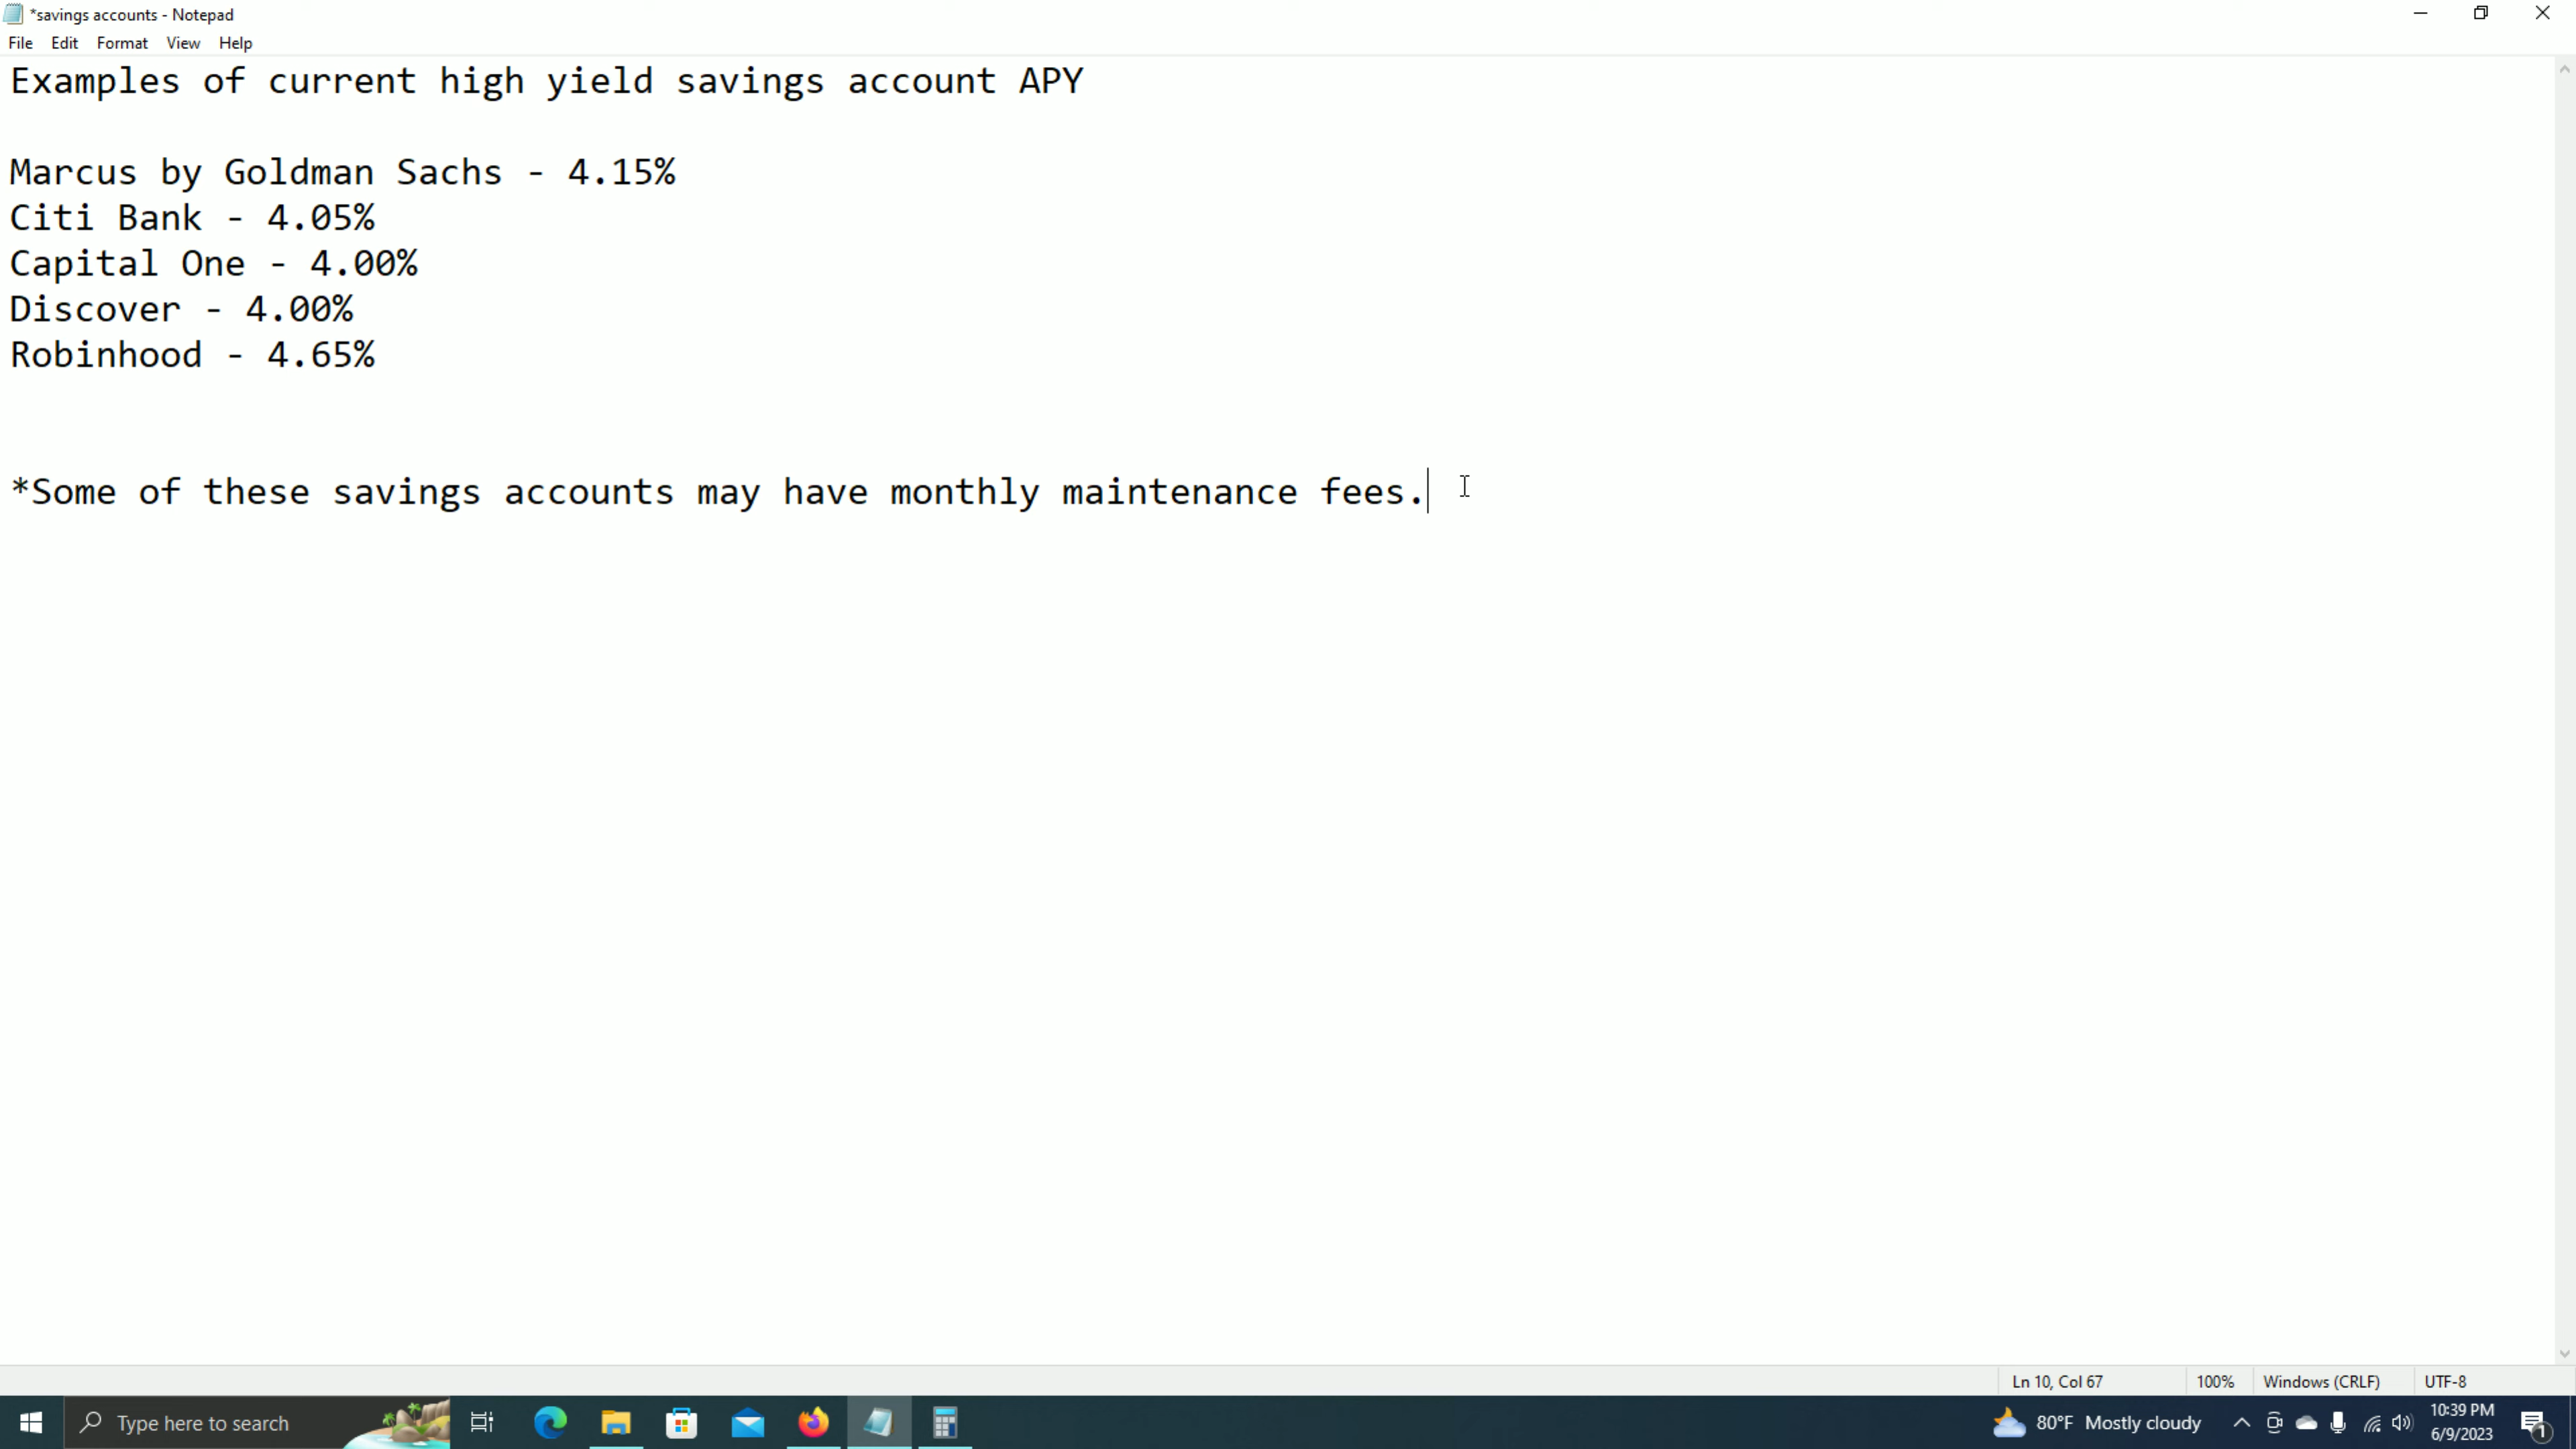 *savings accounts - Notepad
File Edit Format View Help
Examples of current high yield savings account APY
Marcus by Goldman Sachs - 4.15%
Citi Bank - 4.05%
Capital One - 4.00%
Discover - 4.00%
Robinhood - 4.65%
*Some of these savings accounts may have monthly maintenance fees.
Ln 10, Col 67 100% Windows (CRLF) UTF-8
Type here to search
80°F Mostly cloudy
10:39 PM
6/9/2023
1